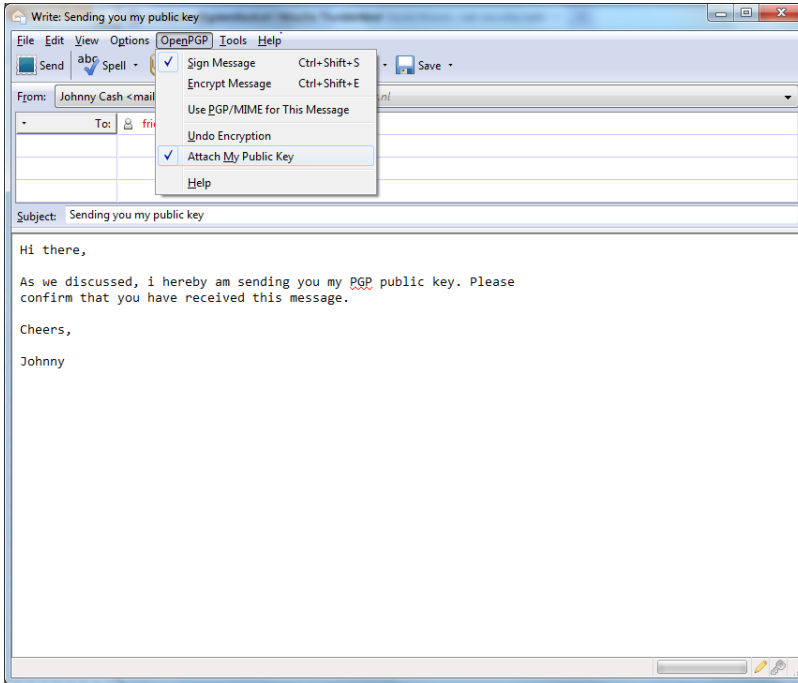 Write: Sending you my public key
File Edit View Options OpenPGP Tools Help
Send abc Spell Save
Sign Message Ctrl+Shift+S
Encrypt Message Ctrl+Shift+E
Use PGP/MIME for This Message
Undo Encryption
Attach My Public Key
Help
From: Johnny Cash <mail .nl
To: frie
Subject: Sending you my public key
Hi there,
As we discussed, i hereby am sending you my PGP public key. Please
confirm that you have received this message.
Cheers,
Johnny